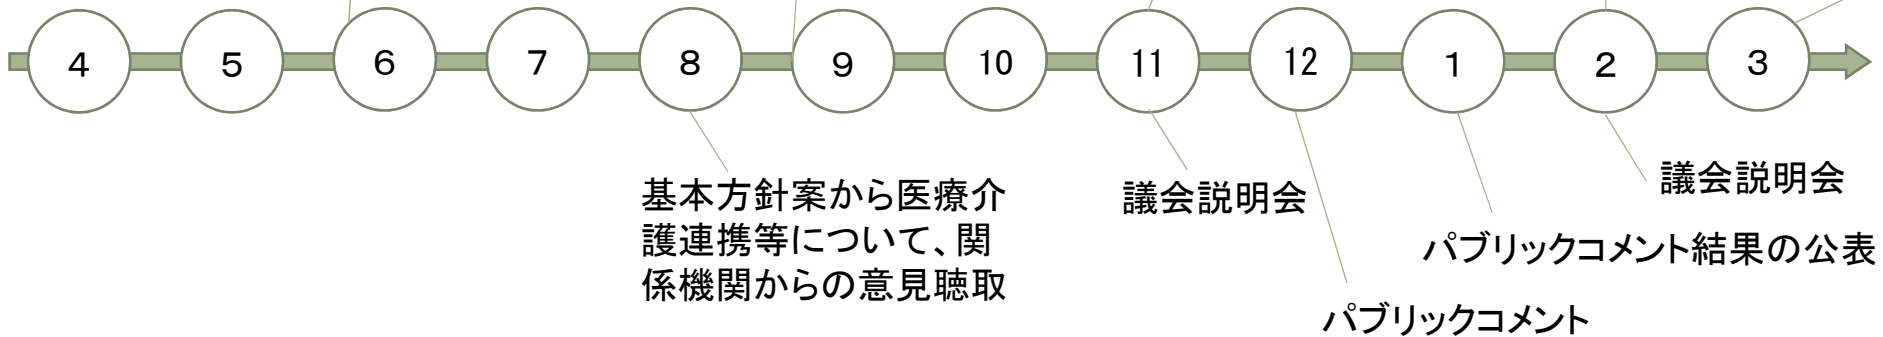 4 5 6 7 8 9 10 11 12 1 2 3
基本方針案から医療介
護連携等について、関
係機関からの意見聴取
議会説明会
パブリックコメント
パブリックコメント結果の公表
議会説明会